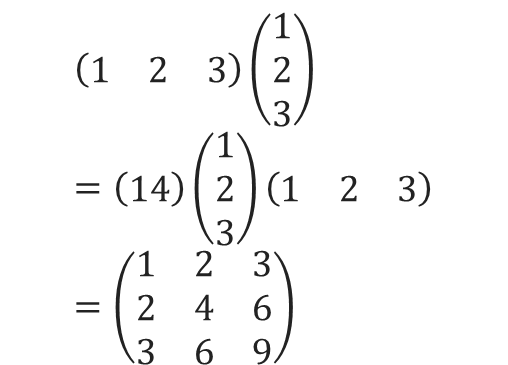 (1 2 3)(1
2
3)
= (14)(1
2
3)(1 2 3)
= (1 2 3
2 4 6
3 6 9)